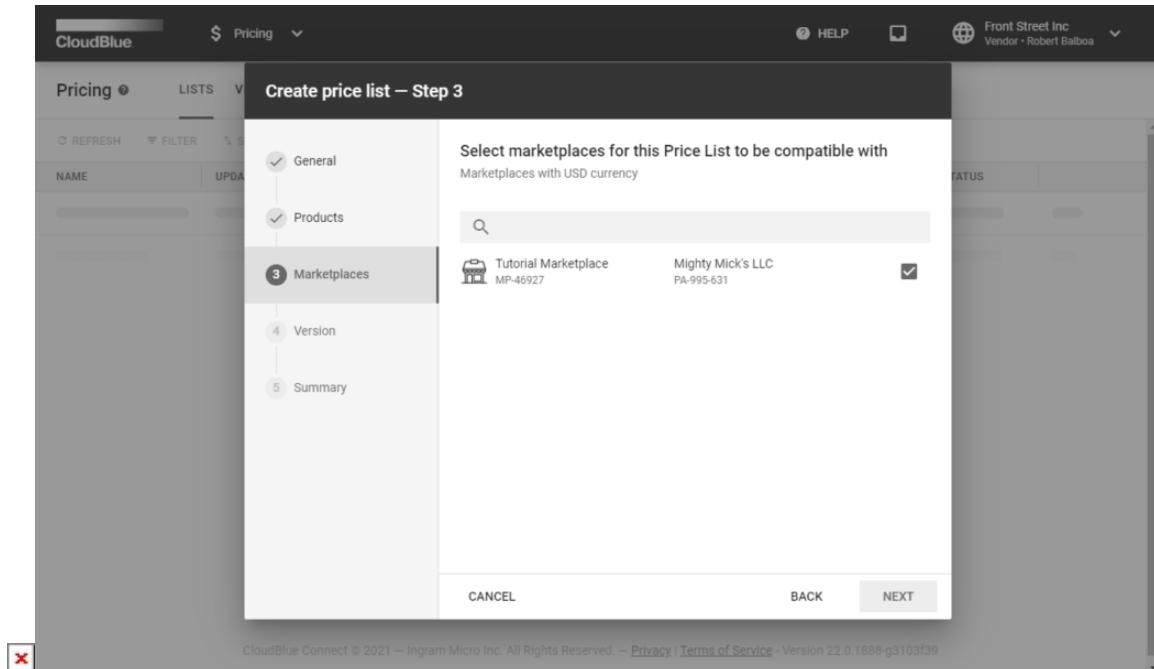 CloudBlue
$ Pricing
HELP
Front Street Inc
Vendor • Robert Balboa
Pricing
LISTS
Create price list — Step 3
REFRESH
FILTER
NAME
General
Products
3 Marketplaces
4 Version
5 Summary
Select marketplaces for this Price List to be compatible with
Marketplaces with USD currency
Tutorial Marketplace
MP-46927
Mighty Mick's LLC
PA-995-631
CANCEL
BACK
NEXT
CloudBlue Connect © 2021 — Ingram Micro Inc. All Rights Reserved. — Privacy | Terms of Service - Version 22.0.1888-g3103f39